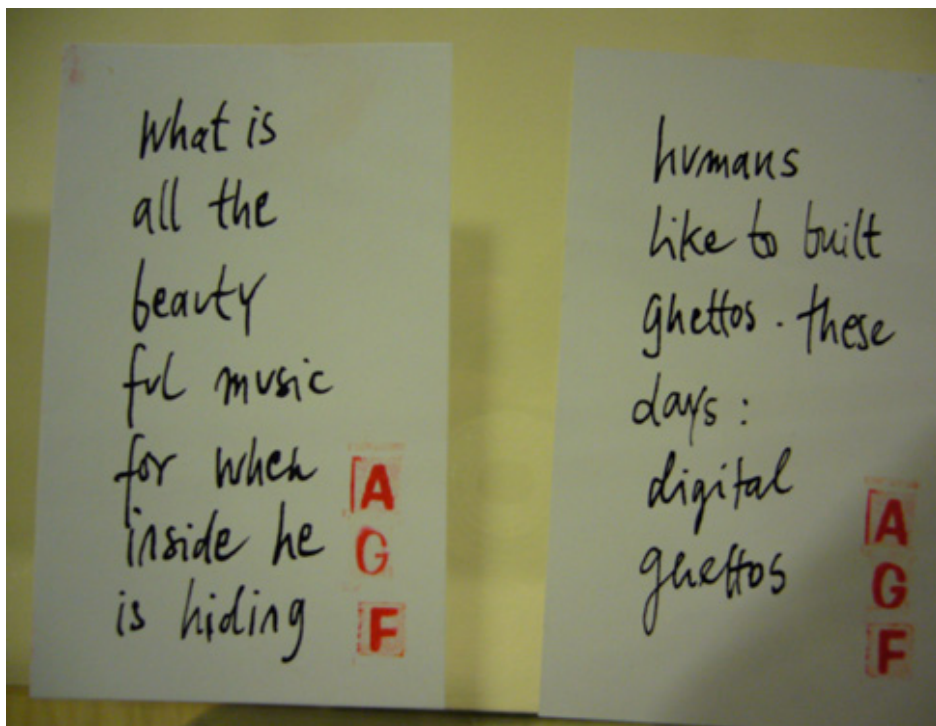 What is
all the
beauty
ful music
for when
inside he
is hiding
A
G
F
humans
like to built
ghettos. these
days:
digital
ghettos
A
G
F